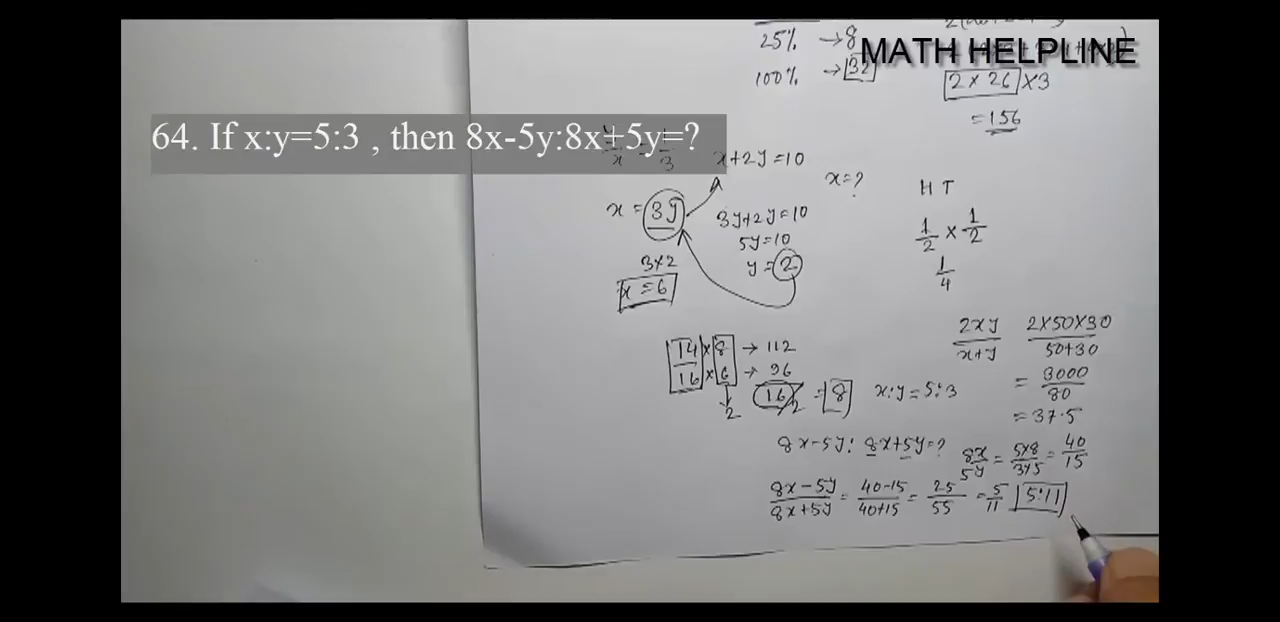 MATH HELPLINE
64. If x:y=5:3 , then 8x-5y:8x+5y=?
25% → 8
100% → 32
2 × 26 × 3
= 156
x + 2y = 10
x = ?
x = 3y
3y + 2y = 10
5y = 10
y = 2
3 × 2
x = 6
H T
1/2 × 1/2
1/4
14 × 8 → 112
16 × 6 → 96
16
2
2
= 8
2xy/x+y
2×50×30/50+30
= 3000/80
= 37.5
x:y = 5:3
8x-5y : 8x+5y = ?
8x/5y = 5×8/3×5 = 40/15
8x-5y/8x+5y = 40-15/40+15 = 25/55 = 5/11 5:11